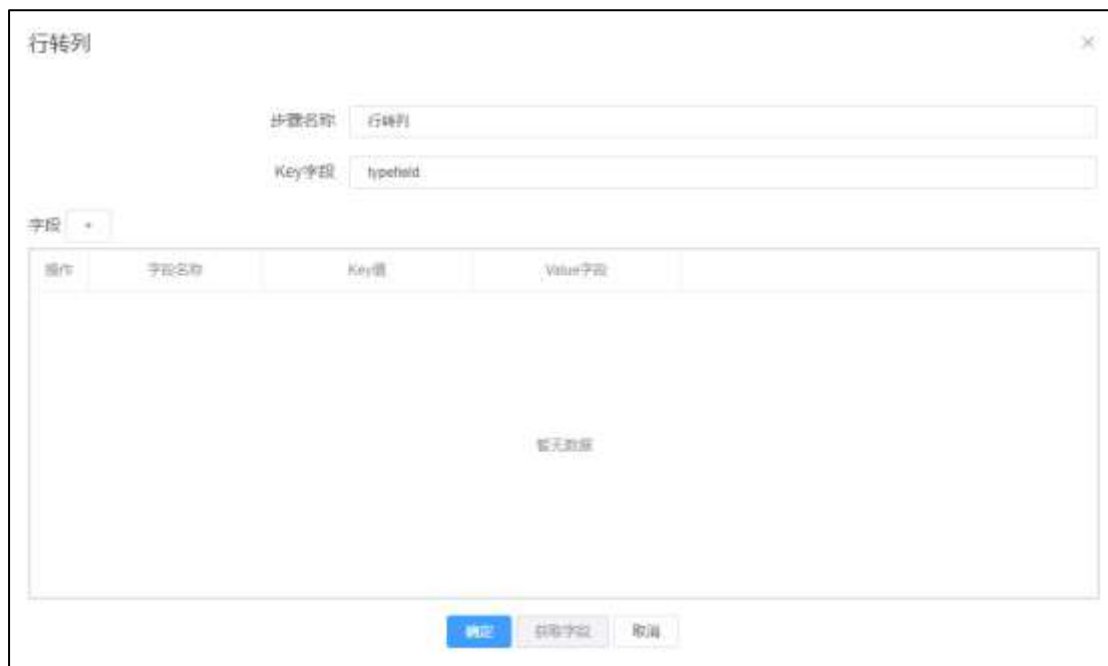 行转列
步骤名称 行转列
Key字段 typefield
字段 +
操作 字段名称 Key值 Value字段
暂无数据
确定 获取字段 取消